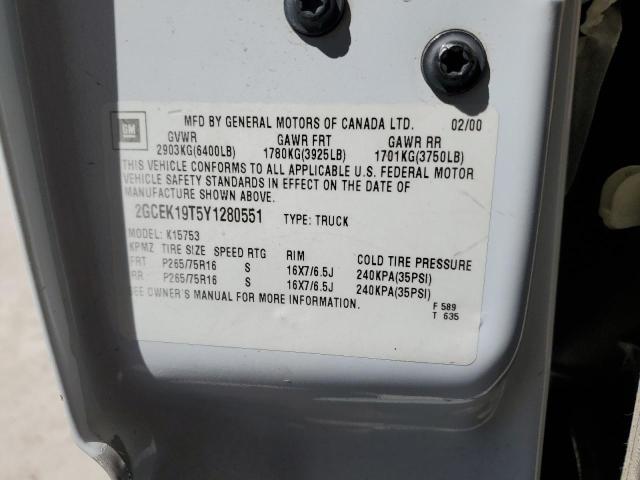 MFD BY GENERAL MOTORS OF CANADA LTD. 02/00
GM
GVWR GAWR FRT GAWR RR
2903KG(6400LB) 1780KG(3925LB) 1701KG(3750LB)
THIS VEHICLE CONFORMS TO ALL APPLICABLE U.S. FEDERAL MOTOR
VEHICLE SAFETY STANDARDS IN EFFECT ON THE DATE OF
MANUFACTURE SHOWN ABOVE.
2GCEK19T5Y1280551 TYPE: TRUCK
MODEL: K15753
KPMZ TIRE SIZE SPEED RTG RIM COLD TIRE PRESSURE
FRT P265/75R16 S 16X7/6.5J 240KPA(35PSI)
RR P265/75R16 S 16X7/6.5J 240KPA(35PSI)
SEE OWNER'S MANUAL FOR MORE INFORMATION.
F 589
T 635